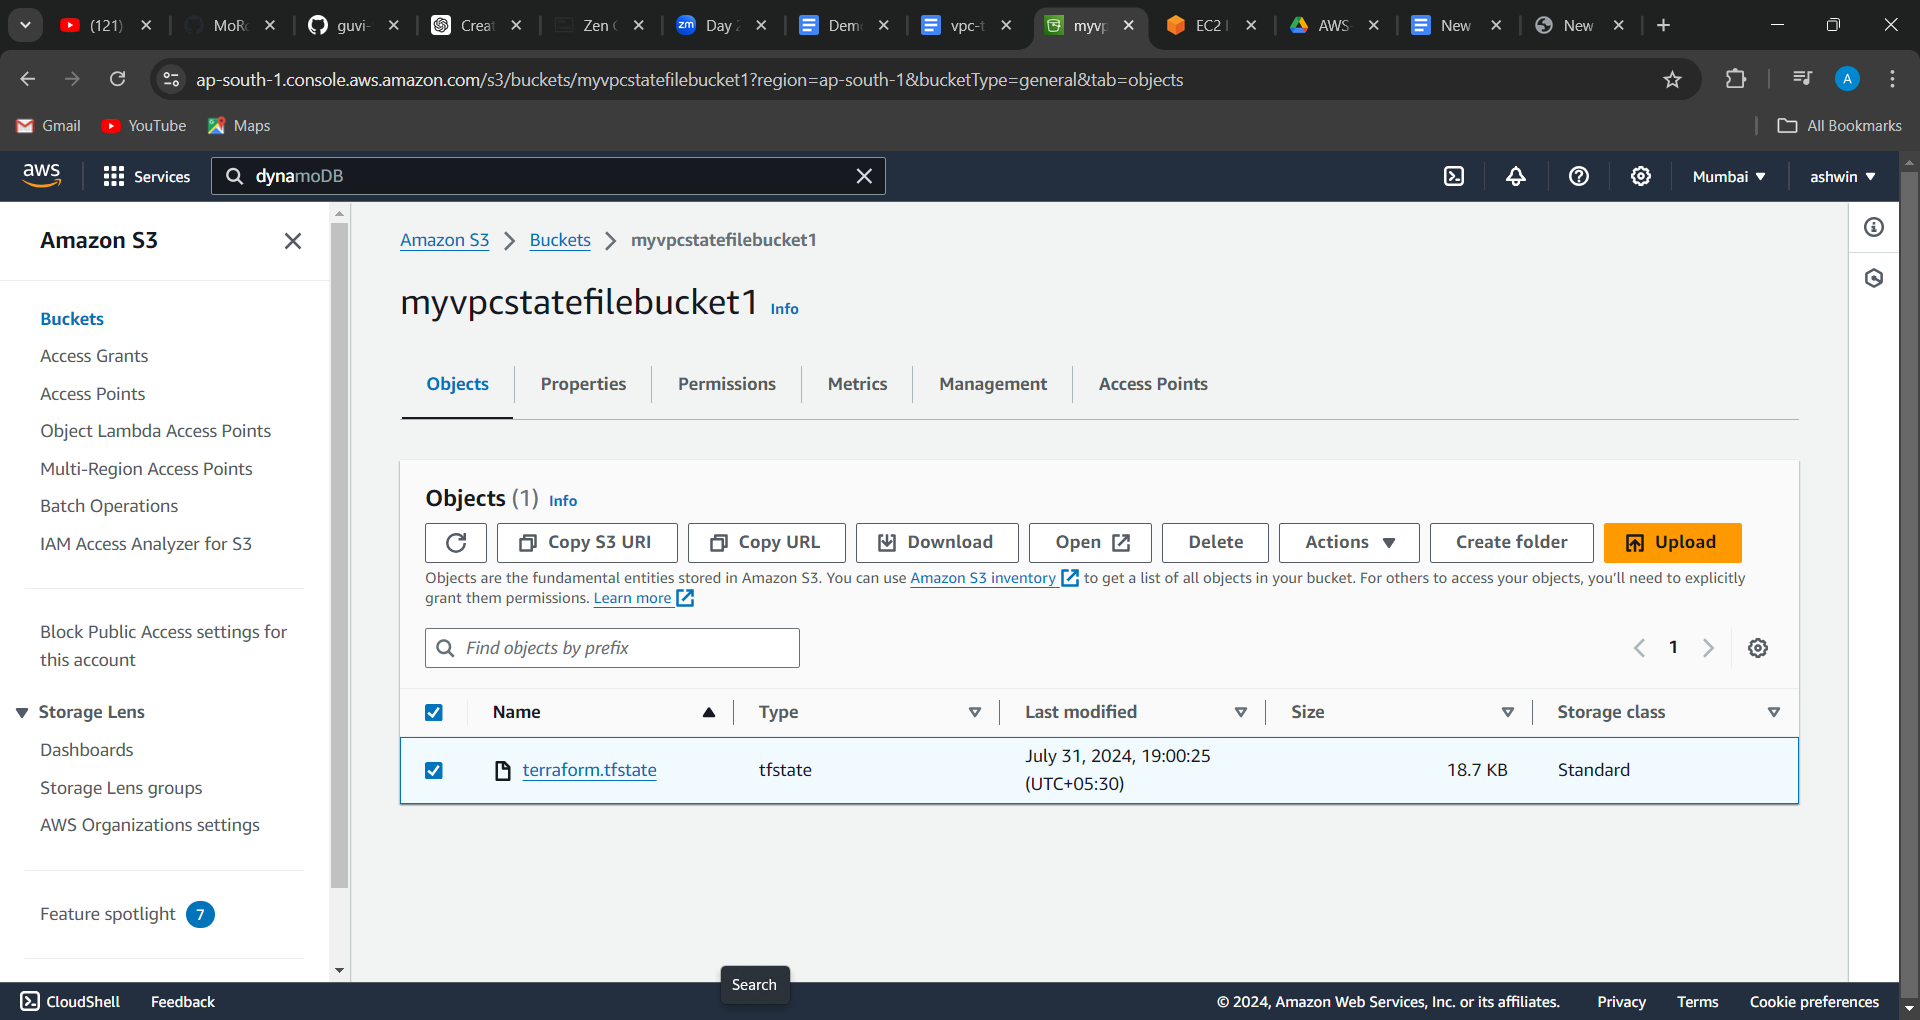 (121)
MoR
guvi-
Creat
Zen
zm Day
Dem
vpc-t
myvp
EC2
AWS
New
New
ap-south-1.console.aws.amazon.com/s3/buckets/myvpcstatefilebucket1?region=ap-south-1&bucketType=general&tab=objects
A
Gmail
YouTube
Maps
All Bookmarks
aws
Services
dynamoDB
Mumbai
ashwin
Amazon S3
Buckets
Access Grants
Access Points
Object Lambda Access Points
Multi-Region Access Points
Batch Operations
IAM Access Analyzer for S3
Block Public Access settings for
this account
Storage Lens
Dashboards
Storage Lens groups
AWS Organizations settings
Feature spotlight 7
Amazon S3 > Buckets > myvpcstatefilebucket1
myvpcstatefilebucket1 Info
Objects
Properties
Permissions
Metrics
Management
Access Points
Objects (1) Info
Copy S3 URI
Copy URL
Download
Open
Delete
Actions
Create folder
Upload
Objects are the fundamental entities stored in Amazon S3. You can use Amazon S3 inventory to get a list of all objects in your bucket. For others to access your objects, you'll need to explicitly
grant them permissions. Learn more
Find objects by prefix
1
Name Type Last modified Size Storage class
terraform.tfstate tfstate July 31, 2024, 19:00:25 18.7 KB Standard
(UTC+05:30)
Search
CloudShell
Feedback
© 2024, Amazon Web Services, Inc. or its affiliates.
Privacy
Terms
Cookie preferences